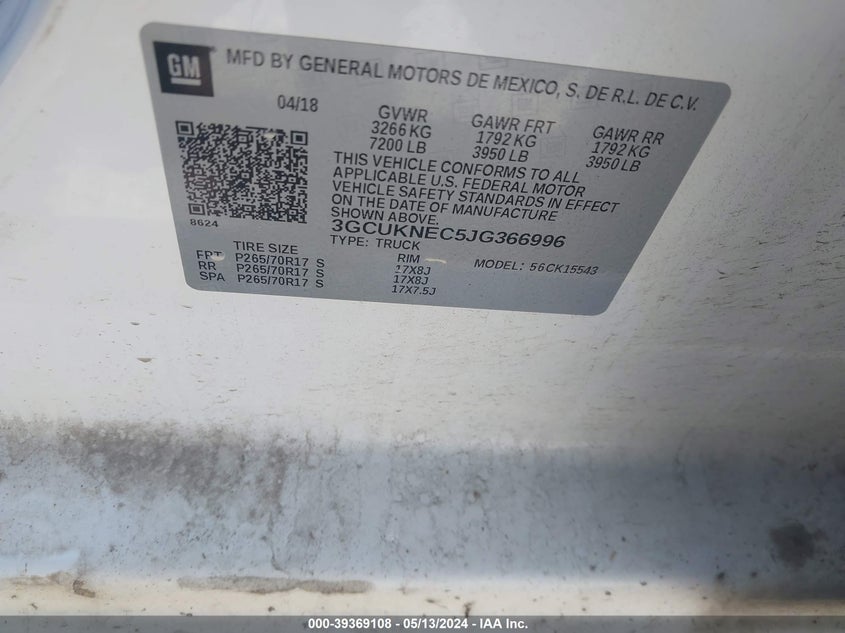 GM
MFD BY GENERAL MOTORS DE MEXICO, S. DE R.L. DE C.V.
04/18
GVWR
3266 KG
7200 LB
GAWR FRT
1792 KG
3950 LB
GAWR RR
1792 KG
3950 LB
THIS VEHICLE CONFORMS TO ALL
APPLICABLE U.S. FEDERAL MOTOR
VEHICLE SAFETY STANDARDS IN EFFECT
ON THE DATE OF MANUFACTURE
SHOWN ABOVE.
8624
3GCUKNEC5JG366996
TYPE: TRUCK
MODEL: 56CK15543
TIRE SIZE RIM
FRT P265/70R17 S 17X8J
RR P265/70R17 S 17X8J
SPA P265/70R17 S 17X7.5J
000-39369108 - 05/13/2024 - IAA Inc.